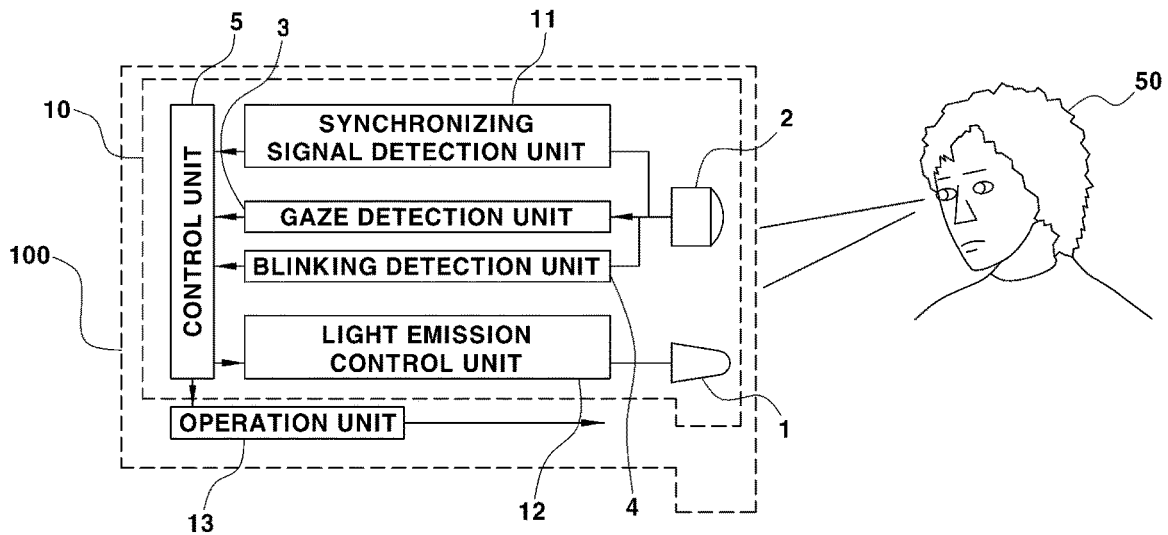 5
3
11
10
SYNCHRONIZING
SIGNAL DETECTION UNIT
2
50
CONTROL UNIT
GAZE DETECTION UNIT
100
BLINKING DETECTION UNIT
LIGHT EMISSION
CONTROL UNIT
1
OPERATION UNIT
13
12
4